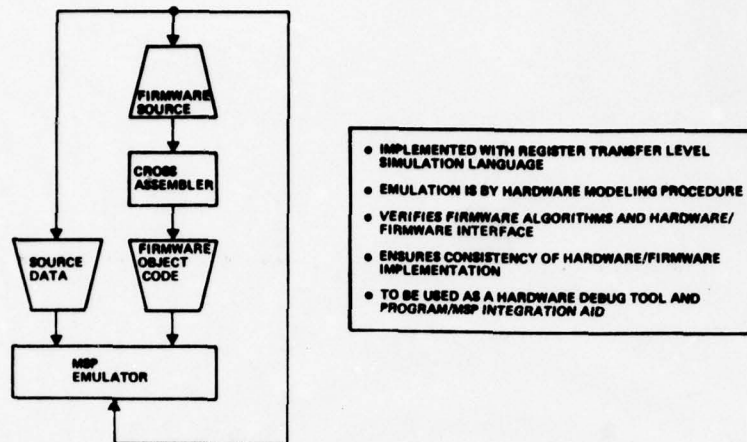 FIRMWARE
SOURCE
CROSS
ASSEMBLER
SOURCE
DATA
FIRMWARE
OBJECT
CODE
MSP
EMULATOR
• IMPLEMENTED WITH REGISTER TRANSFER LEVEL
SIMULATION LANGUAGE
• EMULATION IS BY HARDWARE MODELING PROCEDURE
• VERIFIES FIRMWARE ALGORITHMS AND HARDWARE/
FIRMWARE INTERFACE
• ENSURES CONSISTENCY OF HARDWARE/FIRMWARE
IMPLEMENTATION
• TO BE USED AS A HARDWARE DEBUG TOOL AND
PROGRAM/MSP INTEGRATION AID